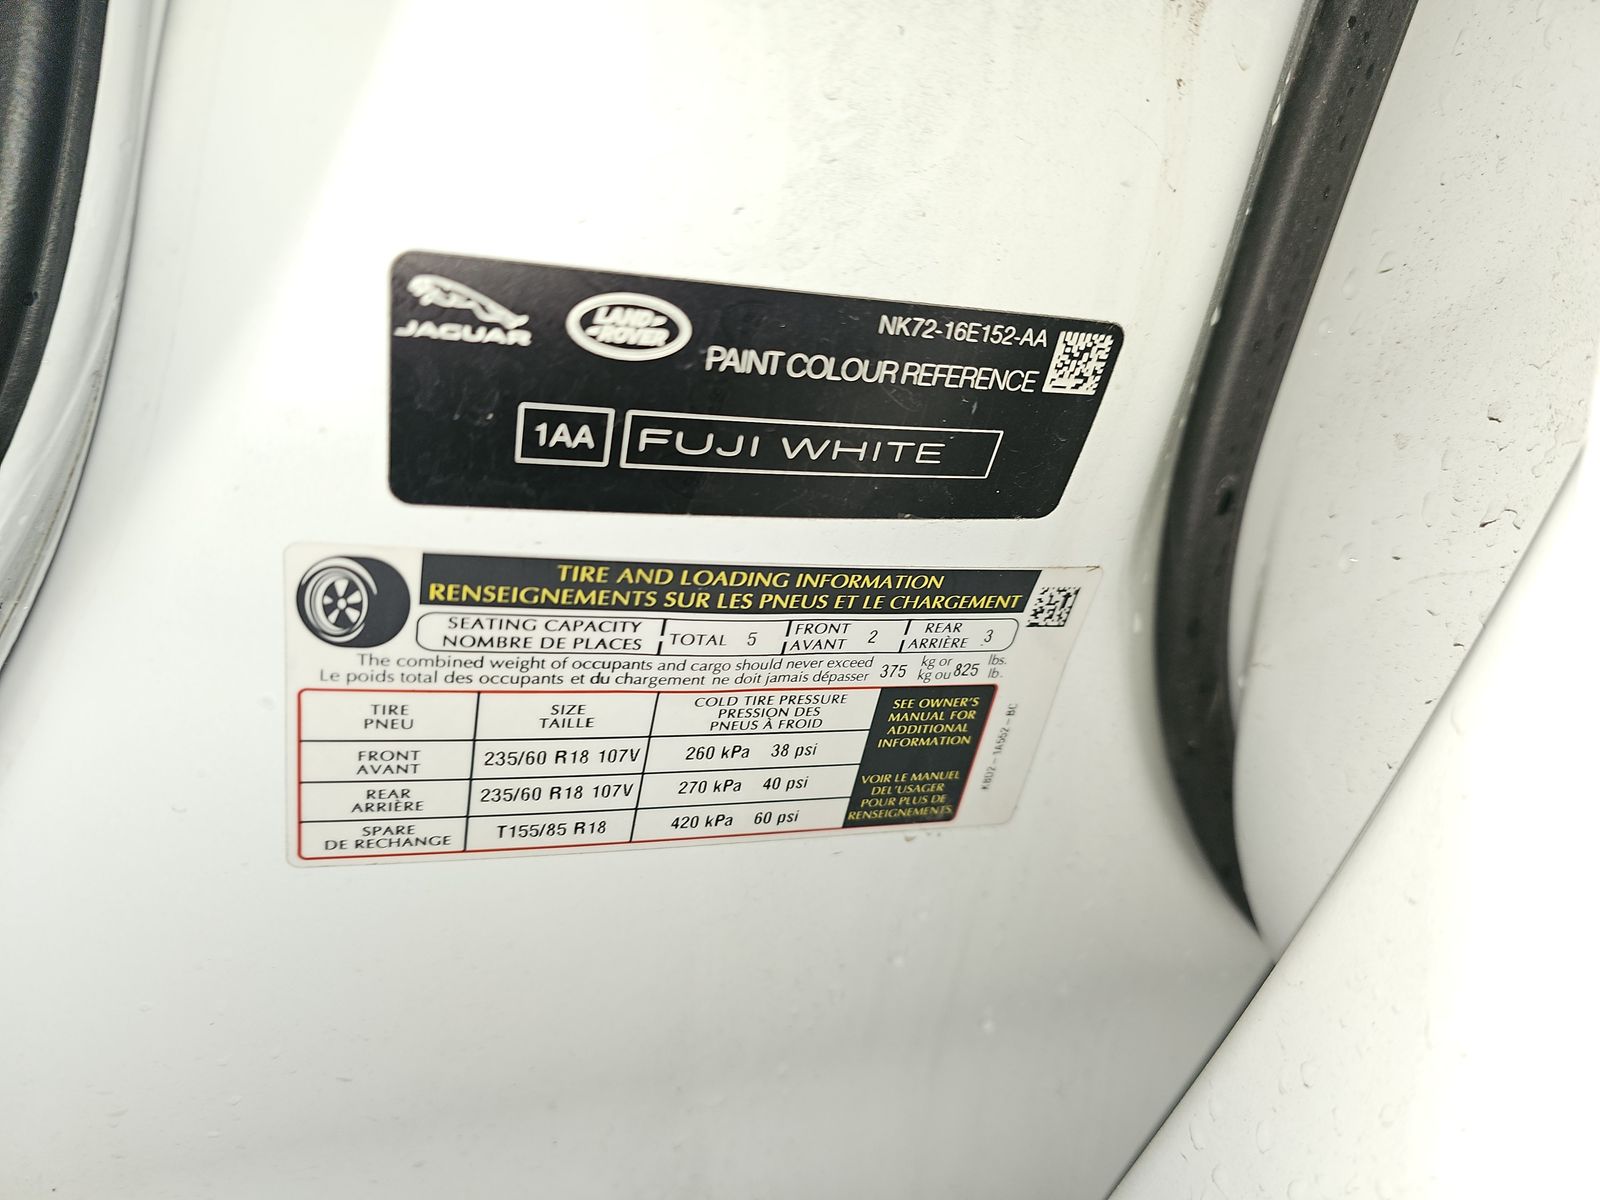 JAGUAR
LAND ROVER
NK72-16E152-AA
PAINT COLOUR REFERENCE
1AA FUJI WHITE
TIRE AND LOADING INFORMATION
RENSEIGNEMENTS SUR LES PNEUS ET LE CHARGEMENT
SEATING CAPACITY
NOMBRE DE PLACES
TOTAL 5
FRONT
AVANT 2
REAR
ARRIÈRE 3
The combined weight of occupants and cargo should never exceed 375 kg or 825 lbs.
Le poids total des occupants et du chargement ne doit jamais dépasser kg ou lb.
TIRE
PNEU
SIZE
TAILLE
COLD TIRE PRESSURE
PRESSION DES
PNEUS À FROID
FRONT
AVANT
235/60 R18 107V
260 kPa 38 psi
REAR
ARRIÈRE
235/60 R18 107V
270 kPa 40 psi
SPARE
DE RECHANGE
T155/85 R18
420 kPa 60 psi
SEE OWNER'S
MANUAL FOR
ADDITIONAL
INFORMATION
VOIR LE MANUEL
DEL'USAGER
POUR PLUS DE
RENSEIGNEMENTS
K8D2-1A552-BC